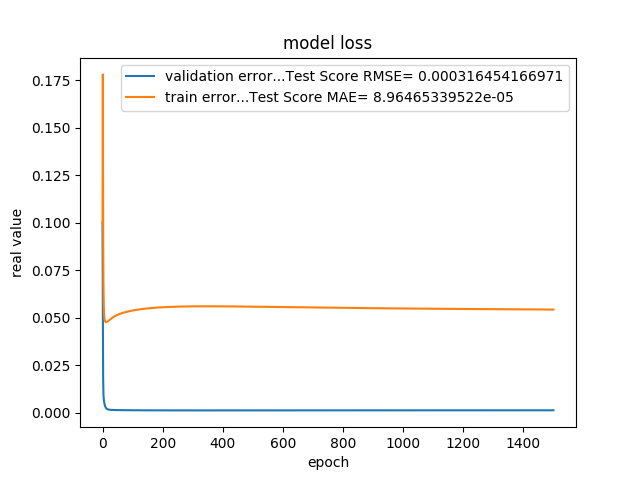 model loss
validation error...Test Score RMSE= 0.000316454166971
train error...Test Score MAE= 8.96465339522e-05
real value
0.175
0.150
0.125
0.100
0.075
0.050
0.025
0.000
0 200 400 600 800 1000 1200 1400
epoch